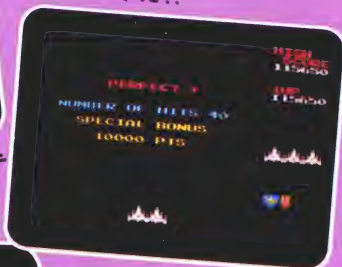 HIGH
SCORE
115650
PERFECT !
1UP
115650
NUMBER OF HITS 40
SPECIAL BONUS
10000 PTS